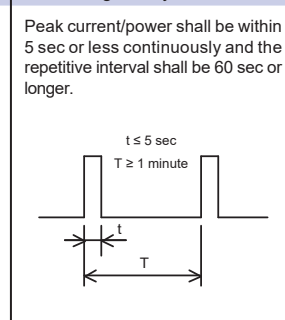 Peak current/power shall be within
5 sec or less continuously and the
repetitive interval shall be 60 sec or
longer.
t ≤ 5 sec
T ≥ 1 minute
t
T